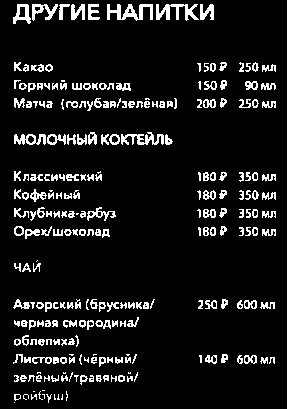 ДРУГИЕ НАПИТКИ
Какао 150 ₽ 250 мл
Горячий шоколад 150 ₽ 90 мл
Матча (голубая/зелёная) 200 ₽ 250 мл
МОЛОЧНЫЙ КОКТЕЙЛЬ
Классический 180 ₽ 350 мл
Кофейный 180 ₽ 350 мл
Клубника-арбуз 180 ₽ 350 мл
Орех/шоколад 180 ₽ 350 мл
ЧАЙ
Авторский (брусника/ 250 ₽ 600 мл
черная смородина/
облепиха)
Листовой (чёрный/ 140 ₽ 600 мл
зелёный/травяной/
ройбуш)